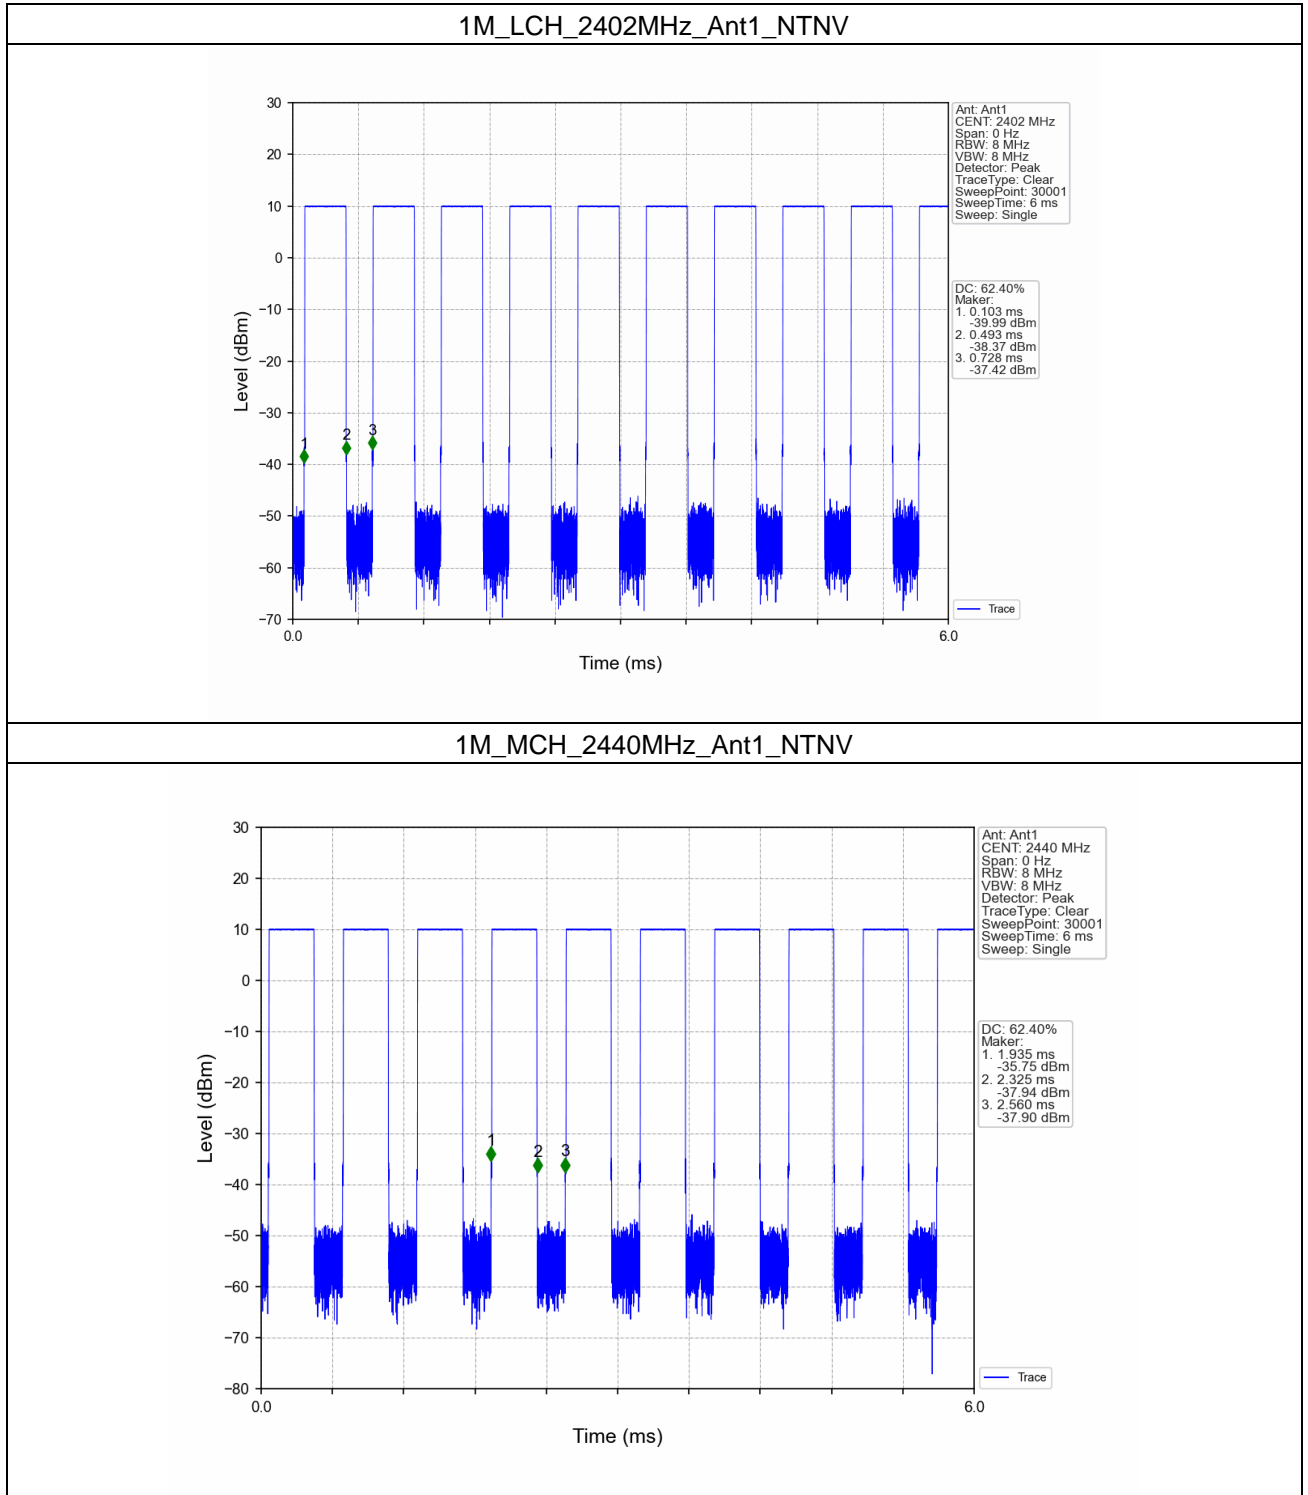 1M_LCH_2402MHz_Ant1_NTNV
30
20
10
0
−10
−20
−30
−40
−50
−60
−70
Level (dBm)
1
2
3
0.0
6.0
Time (ms)
Ant: Ant1
CENT: 2402 MHz
Span: 0 Hz
RBW: 8 MHz
VBW: 8 MHz
Detector: Peak
TraceType: Clear
SweepPoint: 30001
SweepTime: 6 ms
Sweep: Single
DC: 62.40%
Maker:
1. 0.103 ms
-39.99 dBm
2. 0.493 ms
-38.37 dBm
3. 0.728 ms
-37.42 dBm
Trace
1M_MCH_2440MHz_Ant1_NTNV
30
20
10
0
−10
−20
−30
−40
−50
−60
−70
−80
Level (dBm)
1
2
3
0.0
6.0
Time (ms)
Ant: Ant1
CENT: 2440 MHz
Span: 0 Hz
RBW: 8 MHz
VBW: 8 MHz
Detector: Peak
TraceType: Clear
SweepPoint: 30001
SweepTime: 6 ms
Sweep: Single
DC: 62.40%
Maker:
1. 1.935 ms
-35.75 dBm
2. 2.325 ms
-37.94 dBm
3. 2.560 ms
-37.90 dBm
Trace